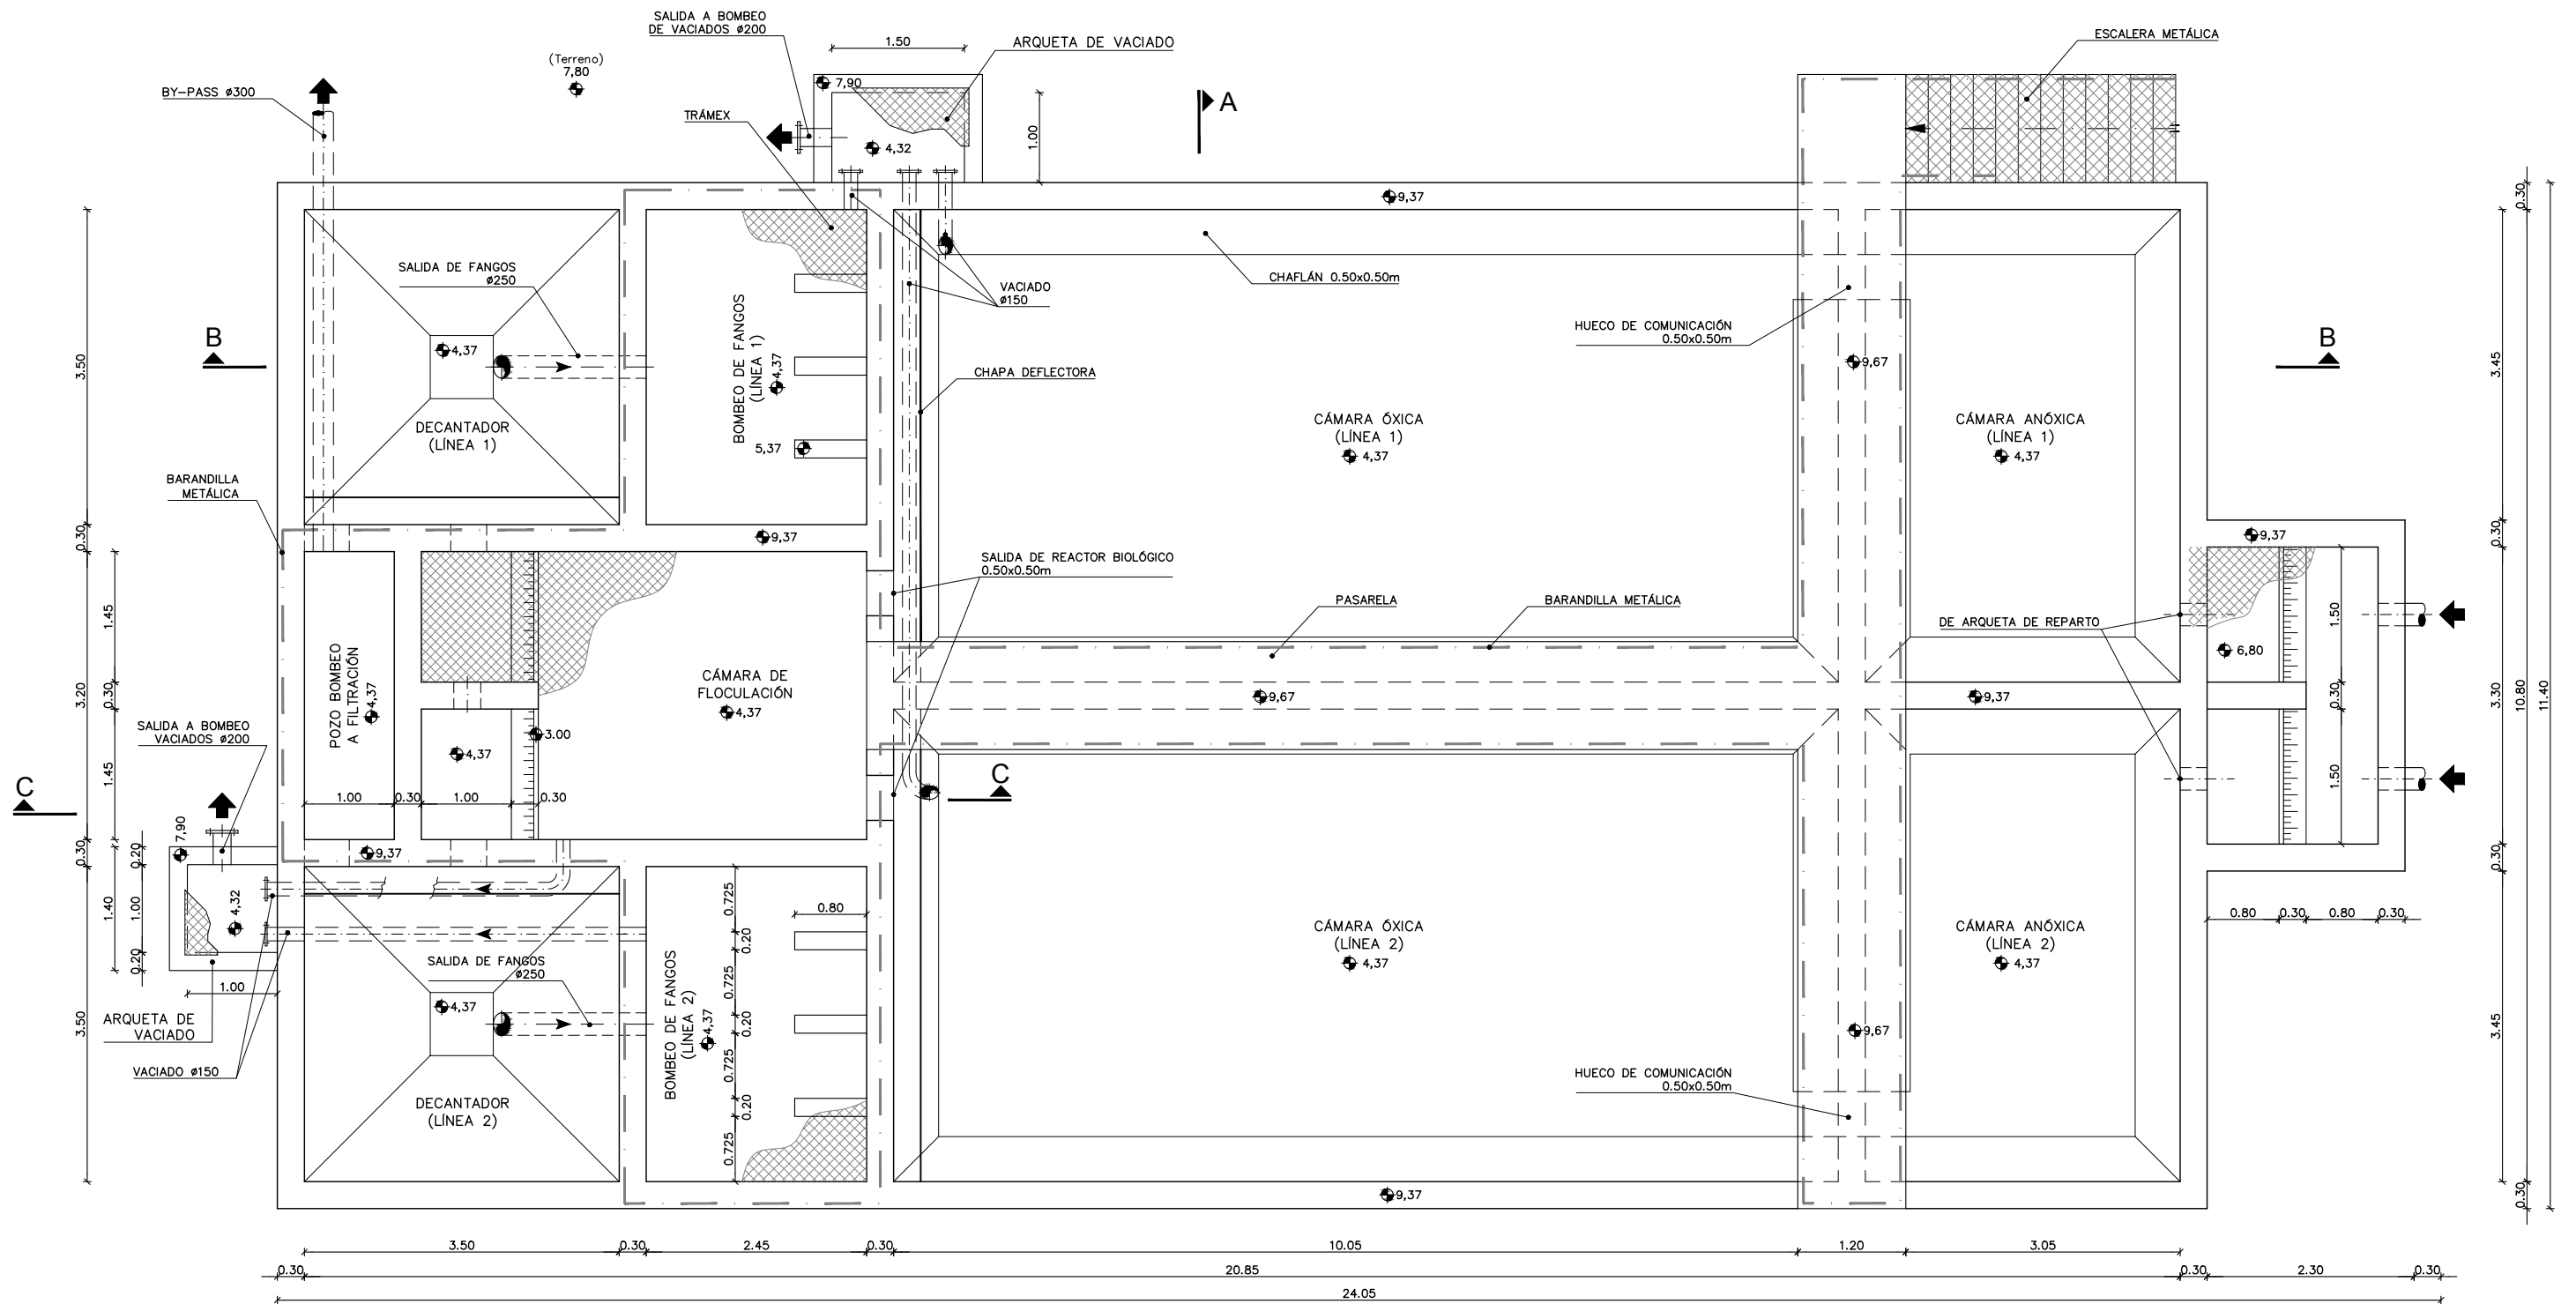 SALIDA A BOMBEO
DE VACIADOS ø200
1.50
ARQUETA DE VACIADO
ESCALERA METÁLICA
(Terreno)
7,80
BY-PASS ø300
7,90
TRÁMEX
A
1.00
4,32
9,37
0.30
SALIDA DE FANGOS
ø250
VACIADO
ø150
CHAFLÁN 0.50x0.50m
HUECO DE COMUNICACIÓN
0.50x0.50m
B
B
4,37
BOMBEO DE FANGOS
(LÍNEA 1)
4,37
9,67
3.50
3.45
CHAPA DEFLECTORA
DECANTADOR
(LÍNEA 1)
5,37
CÁMARA ÓXICA
(LÍNEA 1)
4,37
CÁMARA ANÓXICA
(LÍNEA 1)
4,37
BARANDILLA
METÁLICA
0.30
9,37
9,37
0.30
SALIDA DE REACTOR BIOLÓGICO
0.50x0.50m
1.45
PASARELA
BARANDILLA METÁLICA
DE ARQUETA DE REPARTO
1.50
6,80
POZO BOMBEO
A FILTRACIÓN
4,37
CÁMARA DE
FLOCULACIÓN
4,37
3.20
0.30
9,67
9,37
0.30
3.30
10.80
11.40
SALIDA A BOMBEO
VACIADOS ø200
3.00
4,37
1.45
1.50
C
C
1.00
0.30
1.00
0.30
7,90
0.30
0.20
9,37
0.30
1.40
1.00
4,32
0.725
0.80
0.20
0.80
0.30
0.80
0.30
0.20
CÁMARA ÓXICA
(LÍNEA 2)
4,37
CÁMARA ANÓXICA
(LÍNEA 2)
4,37
SALIDA DE FANGOS
ø250
1.00
4,37
BOMBEO DE FANGOS
(LÍNEA 2)
4,37
0.725
0.20
ARQUETA DE
VACIADO
3.50
9,67
3.45
VACIADO ø150
0.725
HUECO DE COMUNICACIÓN
0.50x0.50m
DECANTADOR
(LÍNEA 2)
0.20
0.725
9,37
0.30
3.50
0.30
2.45
0.30
10.05
1.20
3.05
0.30
20.85
0.30
2.30
0.30
24.05